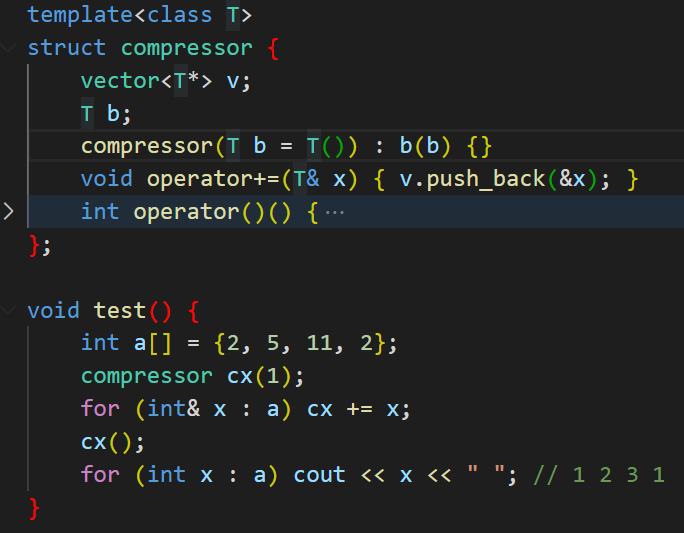 template<class T>
struct compressor {
    vector<T*> v;
    T b;
    compressor(T b = T()) : b(b) {}
    void operator+=(T& x) { v.push_back(&x); }
    int operator()() { ···
};

void test() {
    int a[] = {2, 5, 11, 2};
    compressor cx(1);
    for (int& x : a) cx += x;
    cx();
    for (int x : a) cout << x << " "; // 1 2 3 1
}